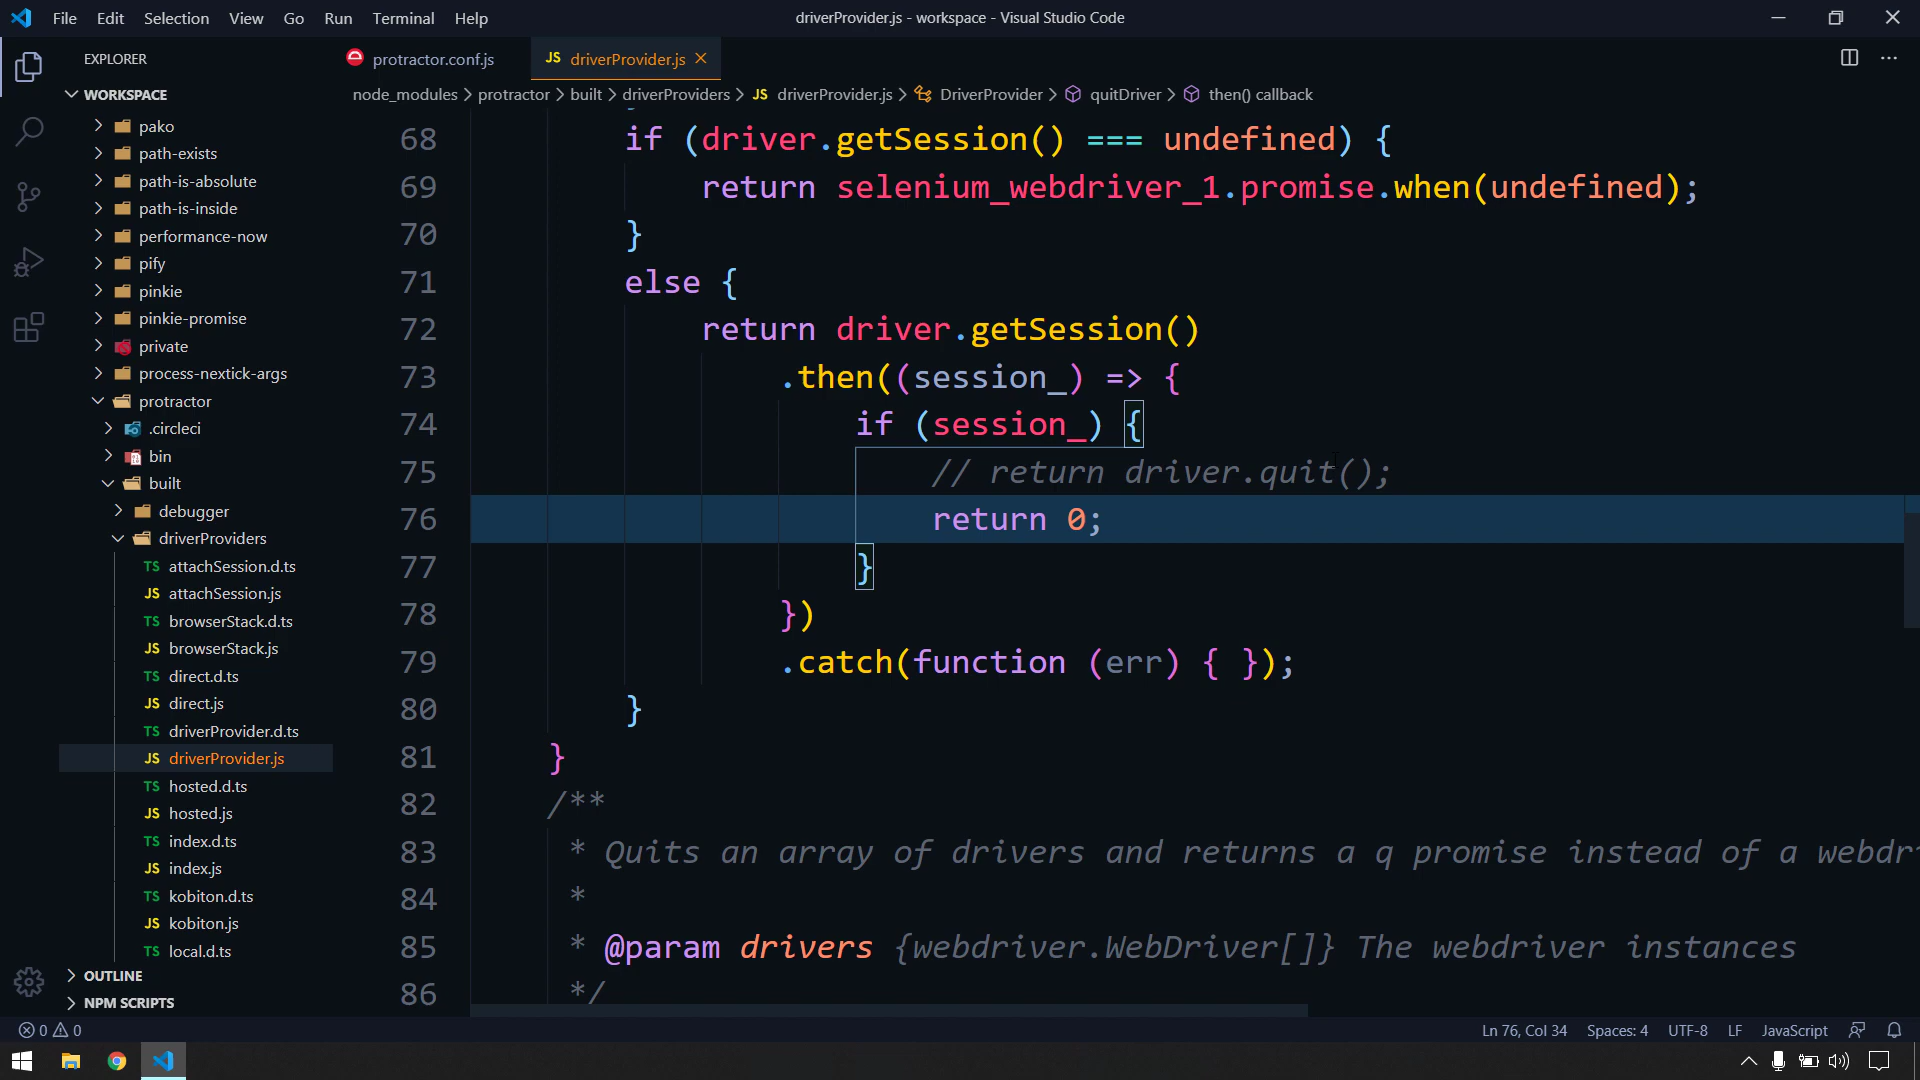 File Edit Selection View Go Run Terminal Help
driverProvider.js - workspace - Visual Studio Code
EXPLORER
protractor.conf.js
JS driverProvider.js
WORKSPACE
node_modules > protractor > built > driverProviders > JS driverProvider.js > DriverProvider > quitDriver > then() callback
pako
path-exists
path-is-absolute
path-is-inside
performance-now
pify
pinkie
pinkie-promise
private
process-nextick-args
protractor
.circleci
bin
built
debugger
driverProviders
TS attachSession.d.ts
JS attachSession.js
TS browserStack.d.ts
JS browserStack.js
TS direct.d.ts
JS direct.js
TS driverProvider.d.ts
JS driverProvider.js
TS hosted.d.ts
JS hosted.js
TS index.d.ts
JS index.js
TS kobiton.d.ts
JS kobiton.js
TS local.d.ts
OUTLINE
NPM SCRIPTS
68 if (driver.getSession() === undefined) {
69 return selenium_webdriver_1.promise.when(undefined);
70 }
71 else {
72 return driver.getSession()
73 .then((session_) => {
74 if (session_) {
75 // return driver.quit();
76 return 0;
77 }
78 })
79 .catch(function (err) { });
80 }
81 }
82 /**
83 * Quits an array of drivers and returns a q promise instead of a webdr
84 *
85 * @param drivers {webdriver.WebDriver[]} The webdriver instances
86 */
0 0
Ln 76, Col 34 Spaces: 4 UTF-8 LF JavaScript